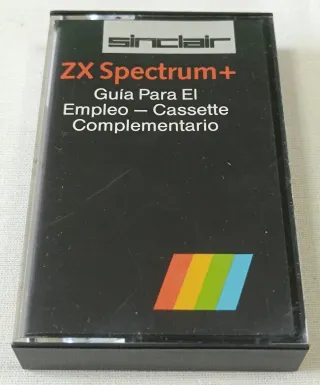 sinclair
ZX Spectrum+
Guía Para El
Empleo — Cassette
Complementario